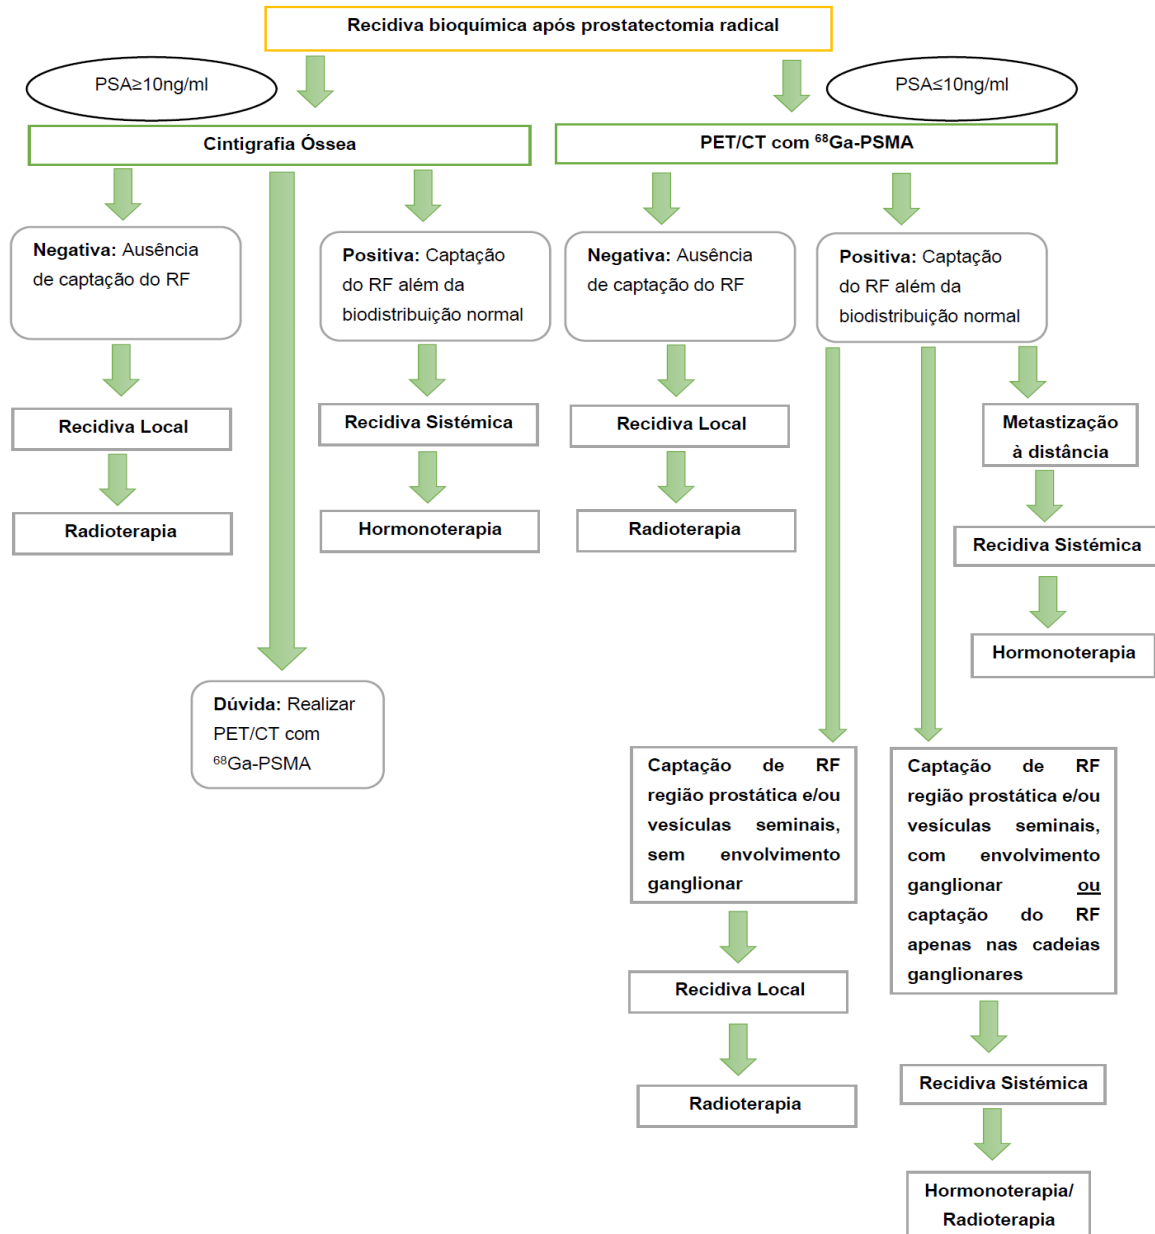 Recidiva bioquímica após prostatectomia radical
PSA≥10ng/ml
PSA≤10ng/ml
Cintigrafia Óssea
PET/CT com ⁶⁸Ga-PSMA
Negativa: Ausência
de captação do RF
Positiva: Captação
do RF além da
biodistribuição normal
Negativa: Ausência
de captação do RF
Positiva: Captação
do RF além da
biodistribuição normal
Recidiva Local
Recidiva Sistémica
Recidiva Local
Metastização
à distância
Radioterapia
Hormonoterapia
Radioterapia
Recidiva Sistémica
Hormonoterapia
Dúvida: Realizar
PET/CT com
⁶⁸Ga-PSMA
Captação de RF
região prostática e/ou
vesículas seminais,
sem envolvimento
ganglionar
Captação de RF
região prostática e/ou
vesículas seminais,
com envolvimento
ganglionar ou
captação do RF
apenas nas cadeias
ganglionares
Recidiva Local
Recidiva Sistémica
Radioterapia
Hormonoterapia/
Radioterapia